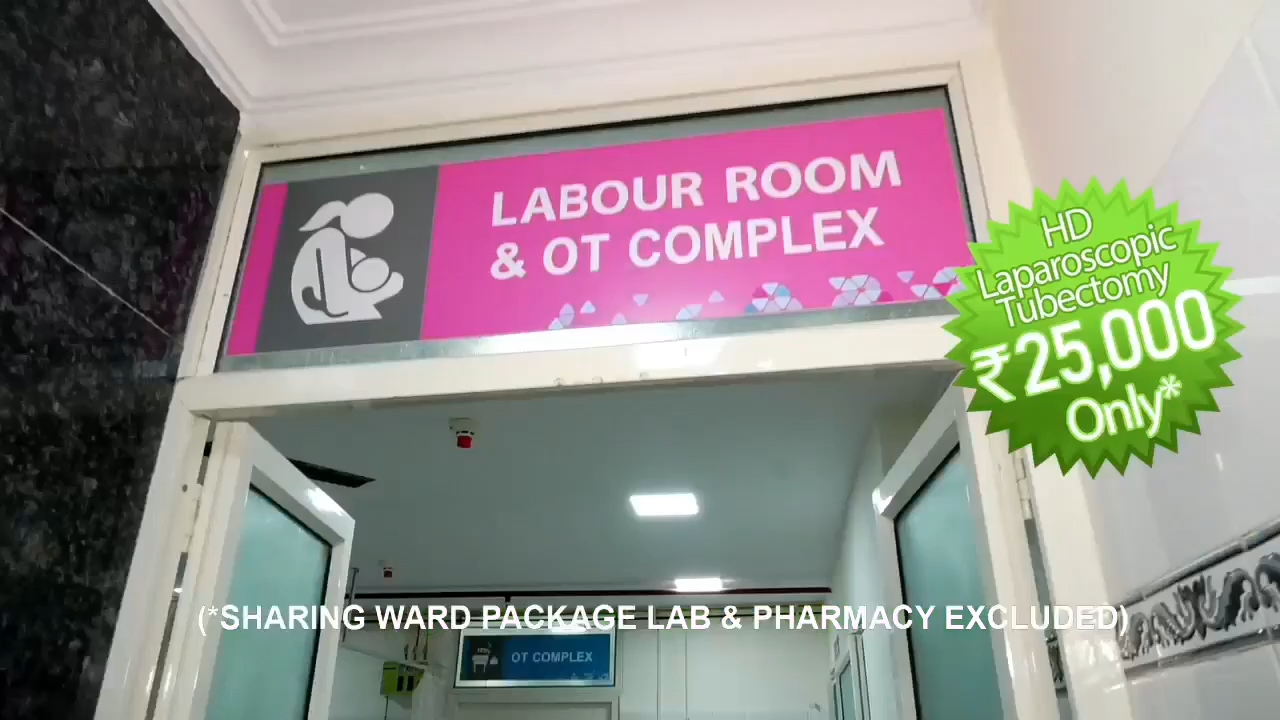 LABOUR ROOM
& OT COMPLEX
HD
Laparoscopic
Tubectomy
₹25,000
Only*
(*SHARING WARD PACKAGE LAB & PHARMACY EXCLUDED)
OT COMPLEX